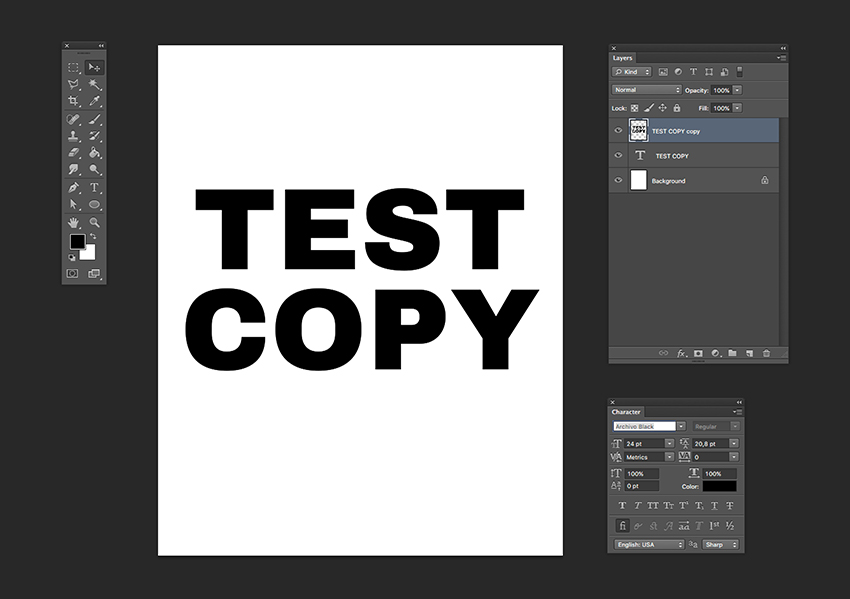 TEST
COPY
Layers
Kind
Normal
Opacity: 100%
Lock:
Fill: 100%
TEST COPY copy
TEST COPY
Background
fx
Character
Archivo Black
Regular
24 pt
20,8 pt
Metrics
0
100%
100%
0 pt
Color:
English: USA
Sharp